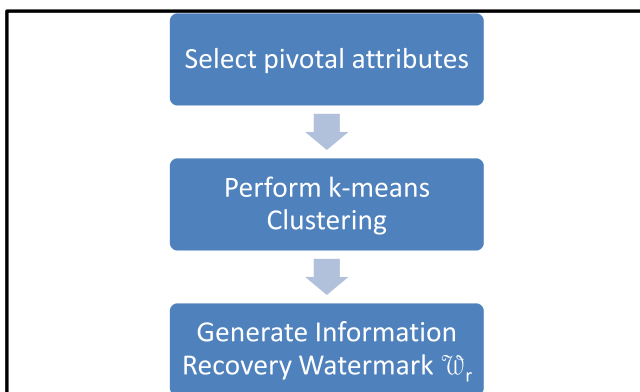 Select pivotal attributes
Perform k-means
Clustering
Generate Information
Recovery Watermark 𝔚ᵣ